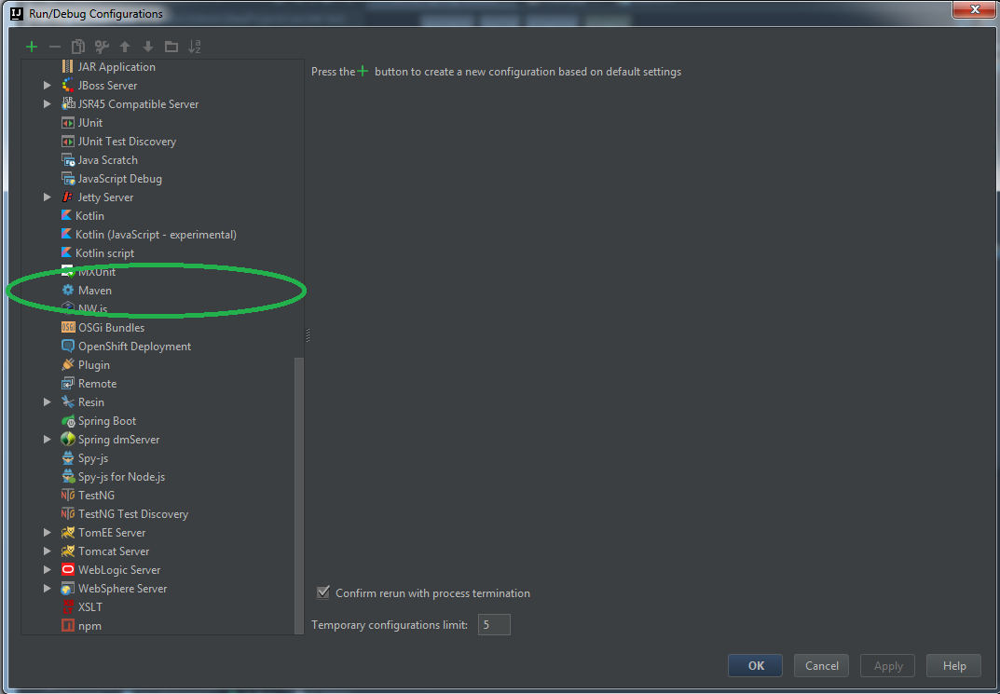 IJ Run/Debug Configurations
JAR Application
JBoss Server
JSR45 Compatible Server
JUnit
JUnit Test Discovery
Java Scratch
JavaScript Debug
Jetty Server
Kotlin
Kotlin (JavaScript - experimental)
Kotlin script
MXUnit
Maven
NW.js
OSGi Bundles
OpenShift Deployment
Plugin
Remote
Resin
Spring Boot
Spring dmServer
Spy-js
Spy-js for Node.js
TestNG
TestNG Test Discovery
TomEE Server
Tomcat Server
WebLogic Server
WebSphere Server
XSLT
npm
Press the + button to create a new configuration based on default settings
Confirm rerun with process termination
Temporary configurations limit: 5
OK Cancel Apply Help